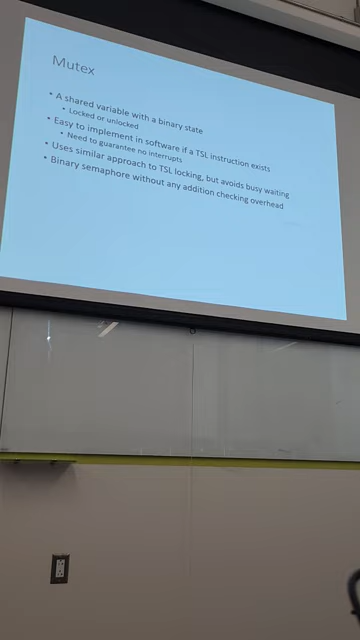 Mutex
• A shared variable with a binary state
• Locked or unlocked
• Easy to implement in software if a TSL instruction exists
• Need to guarantee no interrupts
• Uses similar approach to TSL locking, but avoids busy waiting
• Binary semaphore without any addition checking overhead